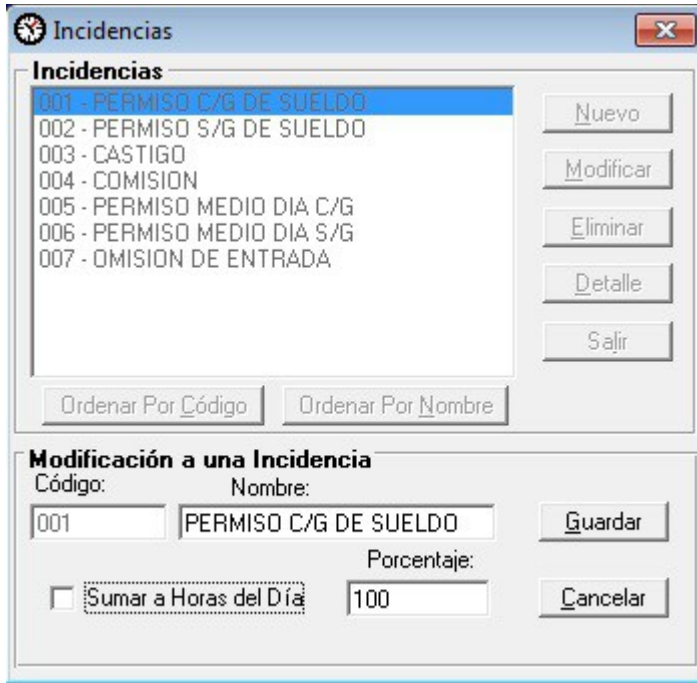 Incidencias
Incidencias
001 - PERMISO C/G DE SUELDO
002 - PERMISO S/G DE SUELDO
003 - CASTIGO
004 - COMISION
005 - PERMISO MEDIO DIA C/G
006 - PERMISO MEDIO DIA S/G
007 - OMISION DE ENTRADA
Nuevo
Modificar
Eliminar
Detalle
Salir
Ordenar Por Código
Ordenar Por Nombre
Modificación a una Incidencia
Código:
Nombre:
001
PERMISO C/G DE SUELDO
Guardar
Porcentaje:
Sumar a Horas del Día
100
Cancelar